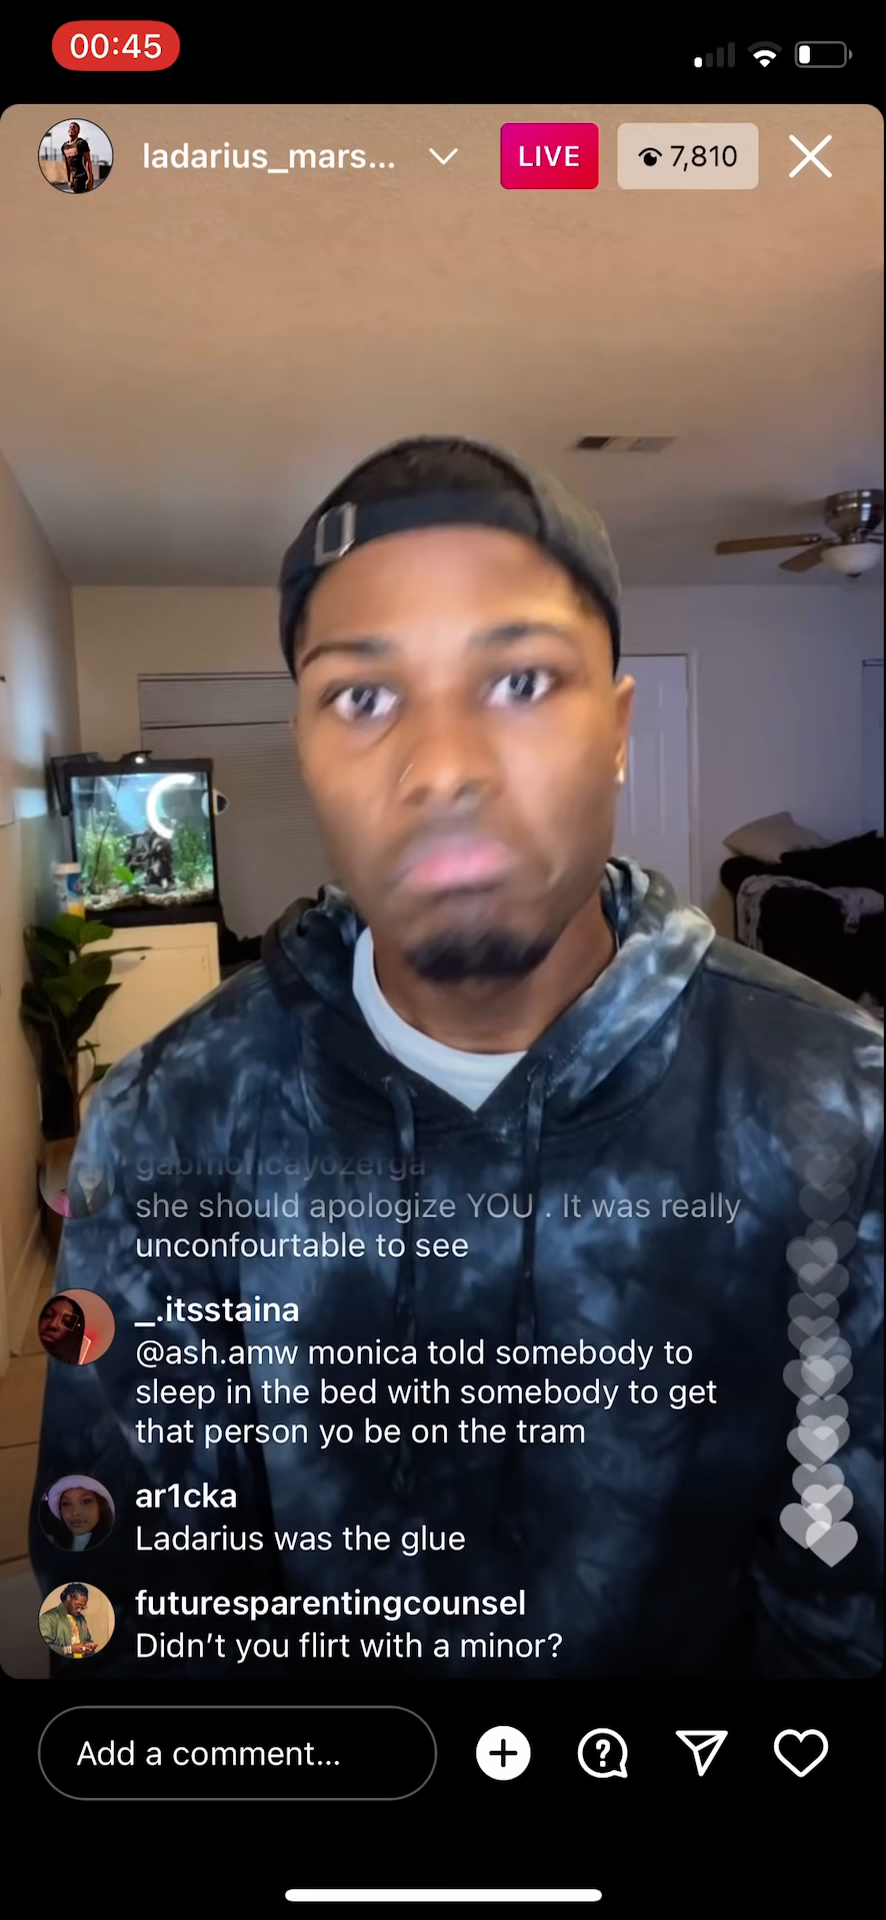 00:45
ladarius_mars...
LIVE
7,810
gabmoncayozerga
she should apologize YOU . It was really
unconfourtable to see
_.itsstaina
@ash.amw monica told somebody to
sleep in the bed with somebody to get
that person yo be on the tram
ar1cka
Ladarius was the glue
futuresparentingcounsel
Didn't you flirt with a minor?
Add a comment...